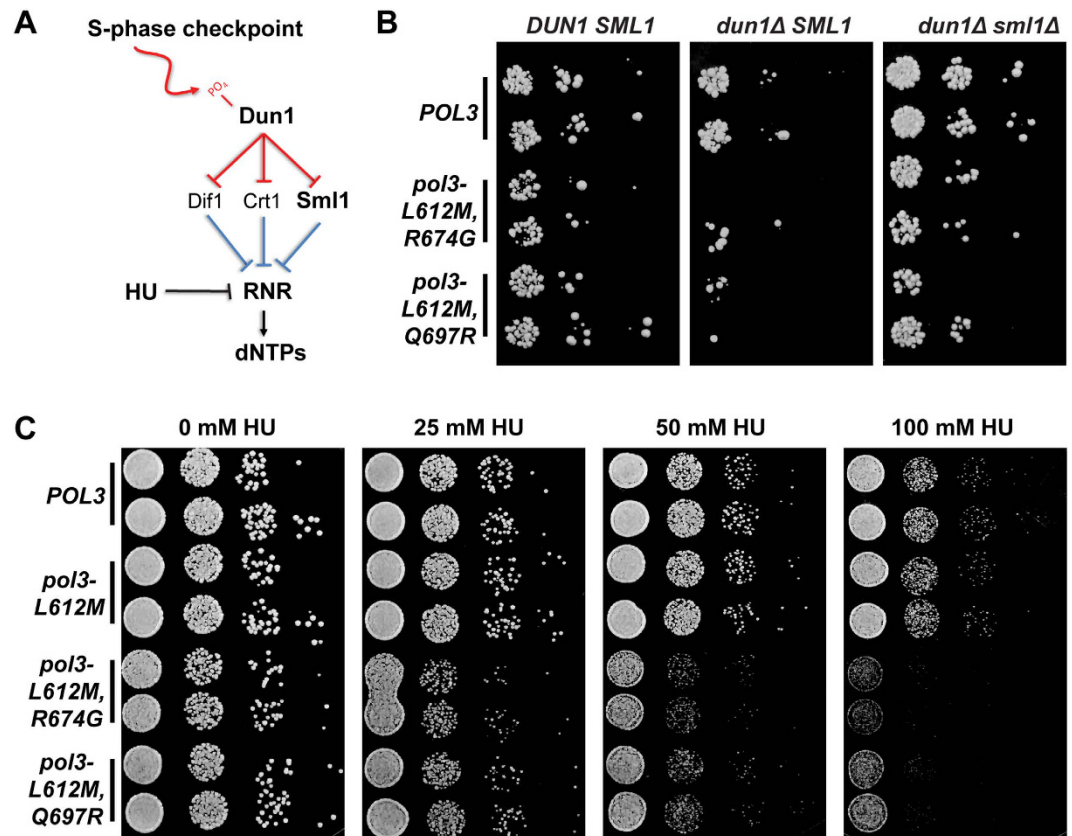 A
S-phase checkpoint
PO₄
Dun1
Dif1 Crt1 Sml1
HU RNR
dNTPs
B
DUN1 SML1 dun1Δ SML1 dun1Δ sml1Δ
POL3
pol3-
L612M,
R674G
pol3-
L612M,
Q697R
C
0 mM HU 25 mM HU 50 mM HU 100 mM HU
POL3
pol3-
L612M
pol3-
L612M,
R674G
pol3-
L612M,
Q697R